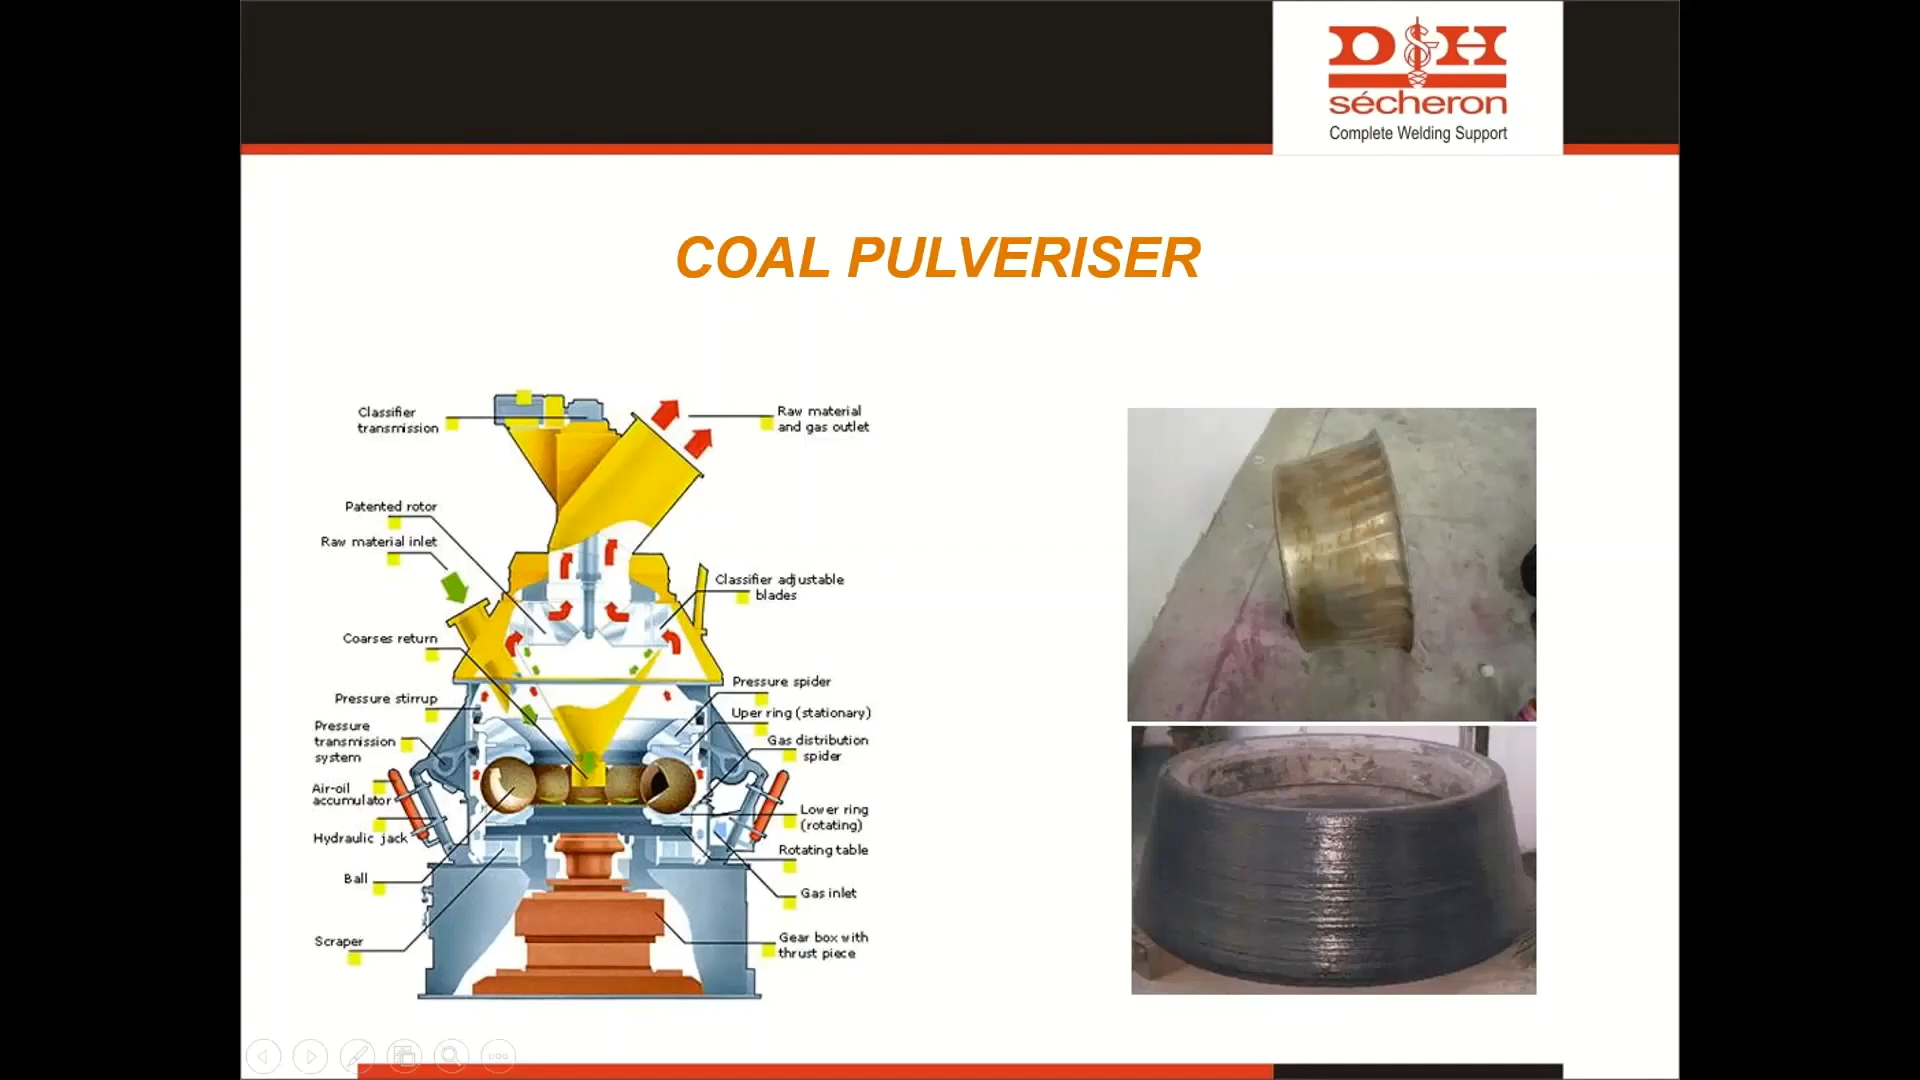 D&H
sécheron
Complete Welding Support
COAL PULVERISER
Classifier
transmission
Raw material
and gas outlet
Patented rotor
Raw material inlet
Classifier adjustable
blades
Coarses return
Pressure spider
Pressure stirrup
Uper ring (stationary)
Pressure
transmission
system
Gas distribution
spider
Air-oil
accumulator
Lower ring
(rotating)
Hydraulic jack
Rotating table
Ball
Gas inlet
Scraper
Gear box with
thrust piece